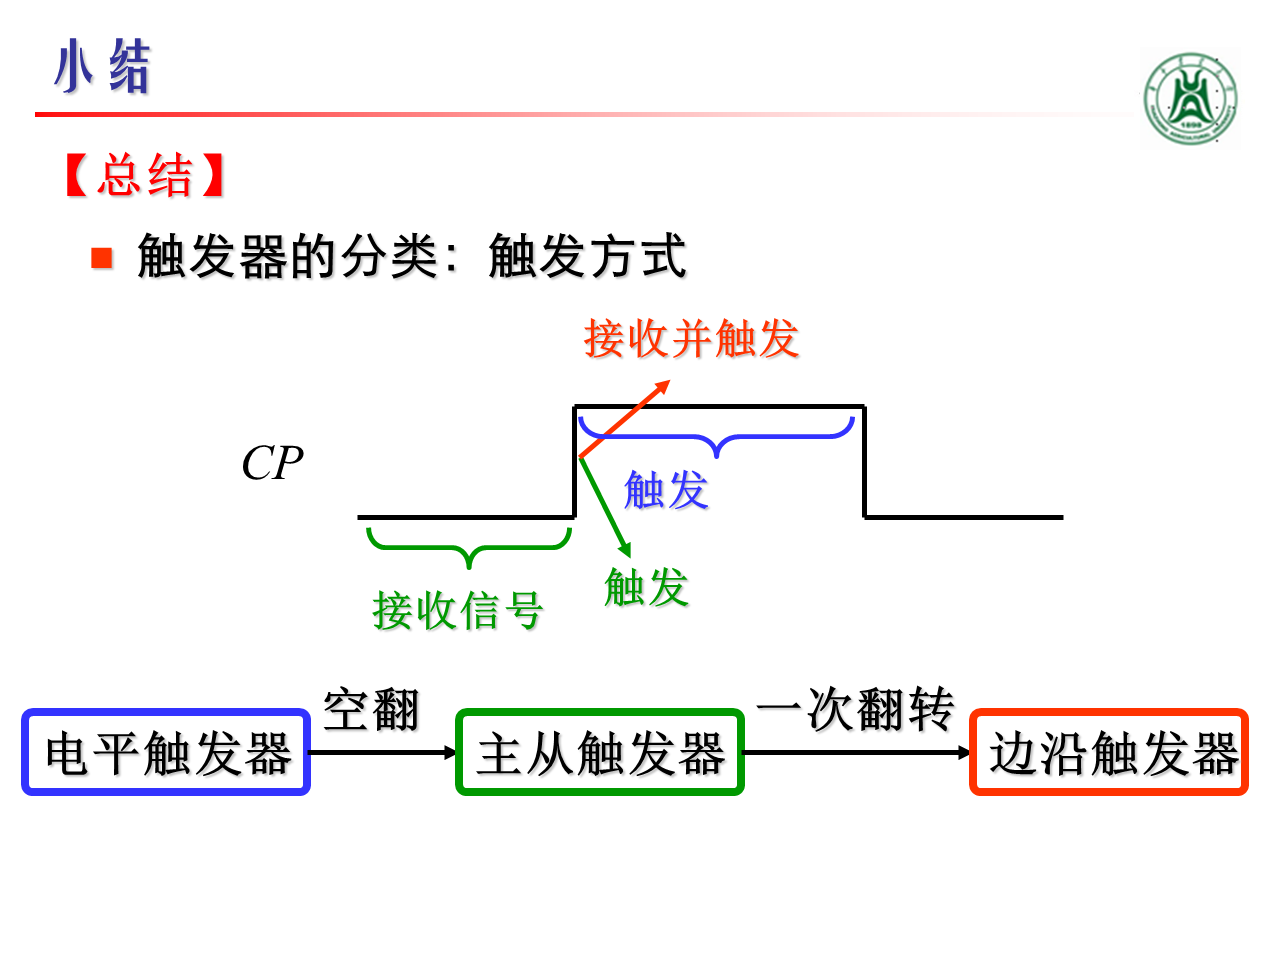 小结
【总结】
触发器的分类：触发方式
接收并触发
CP
触发
触发
接收信号
空翻
一次翻转
电平触发器
主从触发器
边沿触发器
1898